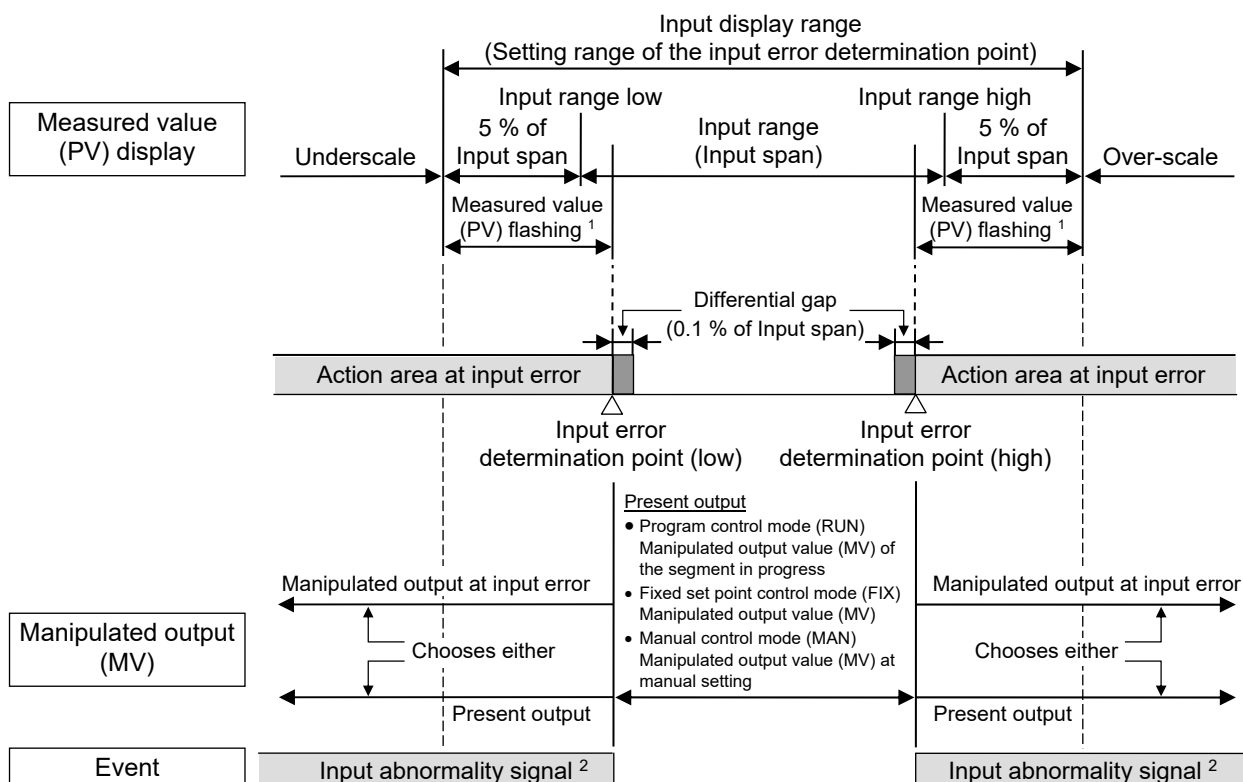 Input display range
(Setting range of the input error determination point)
Measured value
(PV) display
Input range low
Input range high
5 % of
Input span
Input range
(Input span)
5 % of
Input span
Underscale
Over-scale
Measured value
(PV) flashing 1
Measured value
(PV) flashing 1
Differential gap
(0.1 % of Input span)
Action area at input error
Action area at input error
Input error
determination point (low)
Input error
determination point (high)
Present output
• Program control mode (RUN)
Manipulated output value (MV) of
the segment in progress
• Fixed set point control mode (FIX)
Manipulated output value (MV)
• Manual control mode (MAN)
Manipulated output value (MV) at
manual setting
Manipulated output
(MV)
Manipulated output at input error
Chooses either
Present output
Manipulated output at input error
Chooses either
Present output
Event
Input abnormality signal 2
Input abnormality signal 2